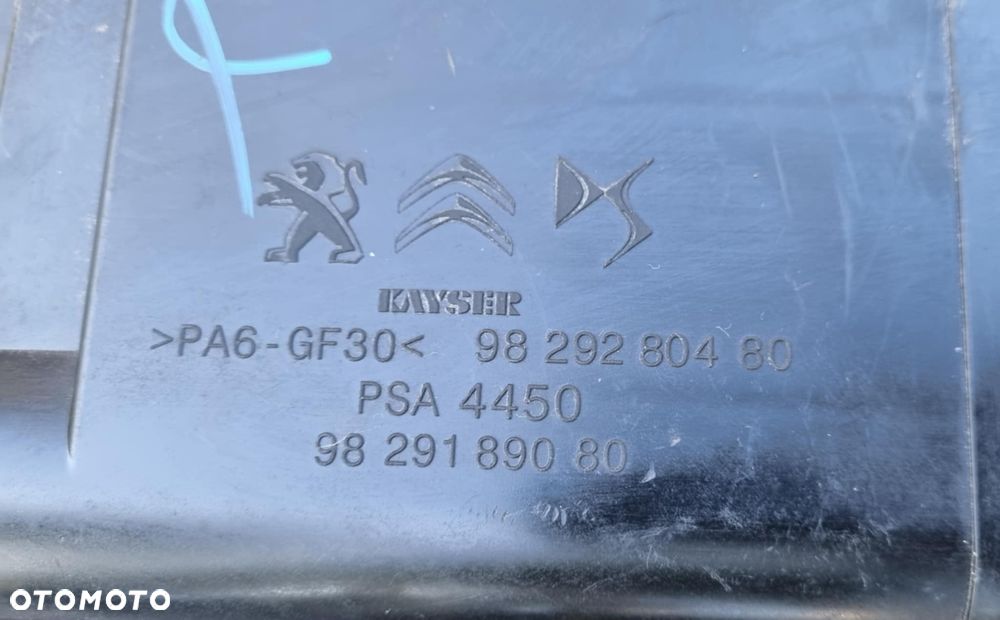 KAYSER
>PA6-GF30< 98 292 804 80
PSA 4450
98 291 890 80
OTOMOTO